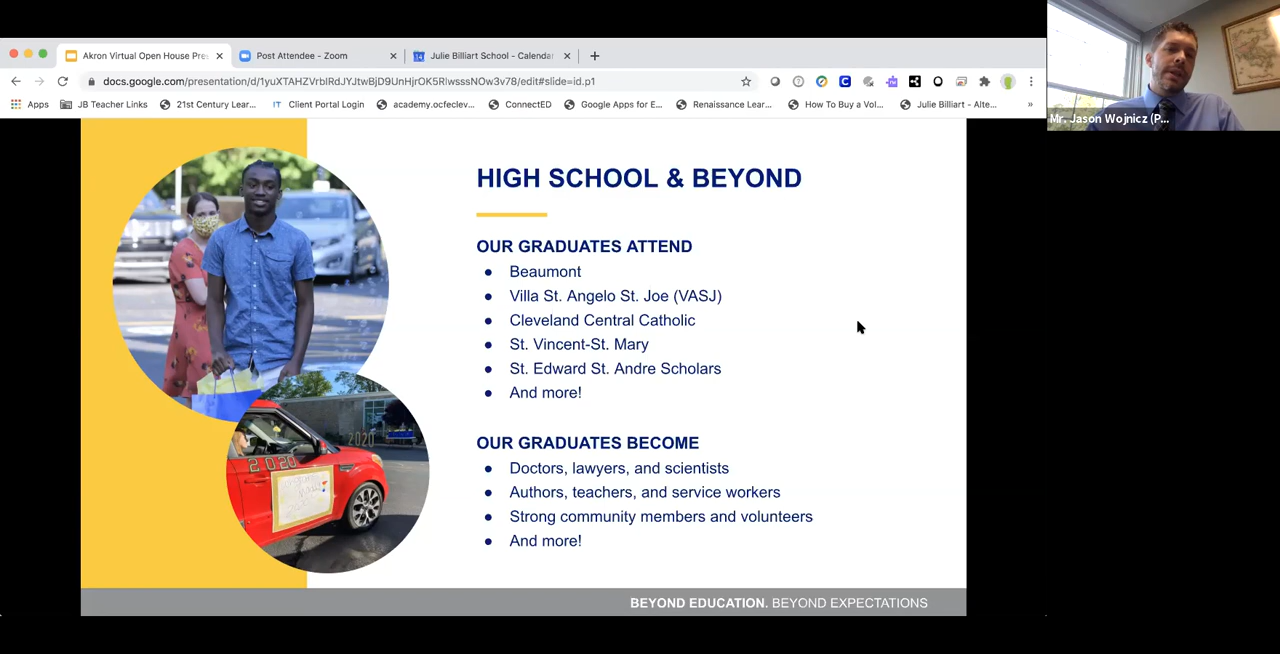 Akron Virtual Open House Pres
Post Attendee - Zoom
Julie Billiart School - Calenda
docs.google.com/presentation/d/1yuXTAHZVrbIRdJYJtwBjD9UnHjrOK5RIwssNOw3v78/edit#slide=id.p1
Apps
JB Teacher Links
21st Century Lear...
IT Client Portal Login
academy.ocfeclev...
ConnectED
Google Apps for E...
Renaissance Lear...
How To Buy a Vol...
Julie Billiart - Alte...
»
Mr. Jason Wojnicz (P...
HIGH SCHOOL & BEYOND
OUR GRADUATES ATTEND
● Beaumont
● Villa St. Angelo St. Joe (VASJ)
● Cleveland Central Catholic
● St. Vincent-St. Mary
● St. Edward St. Andre Scholars
● And more!
2020
2020
OUR GRADUATES BECOME
● Doctors, lawyers, and scientists
● Authors, teachers, and service workers
● Strong community members and volunteers
● And more!
BEYOND EDUCATION. BEYOND EXPECTATIONS